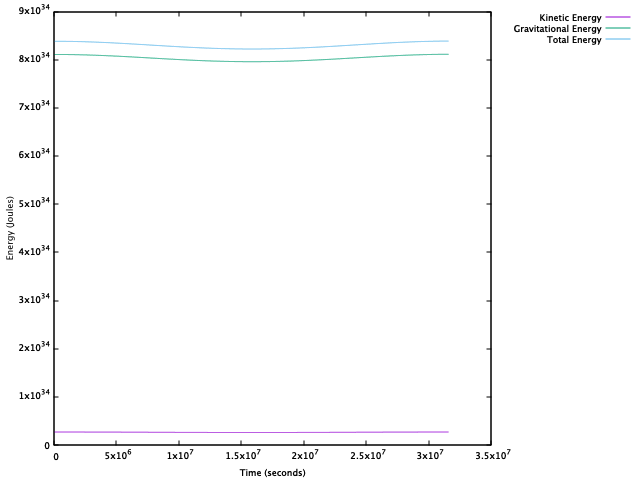 9x10^34
8x10^34
7x10^34
6x10^34
5x10^34
4x10^34
3x10^34
2x10^34
1x10^34
0
Energy (Joules)
0 5x10^6 1x10^7 1.5x10^7 2x10^7 2.5x10^7 3x10^7 3.5x10^7
Time (seconds)
Kinetic Energy
Gravitational Energy
Total Energy